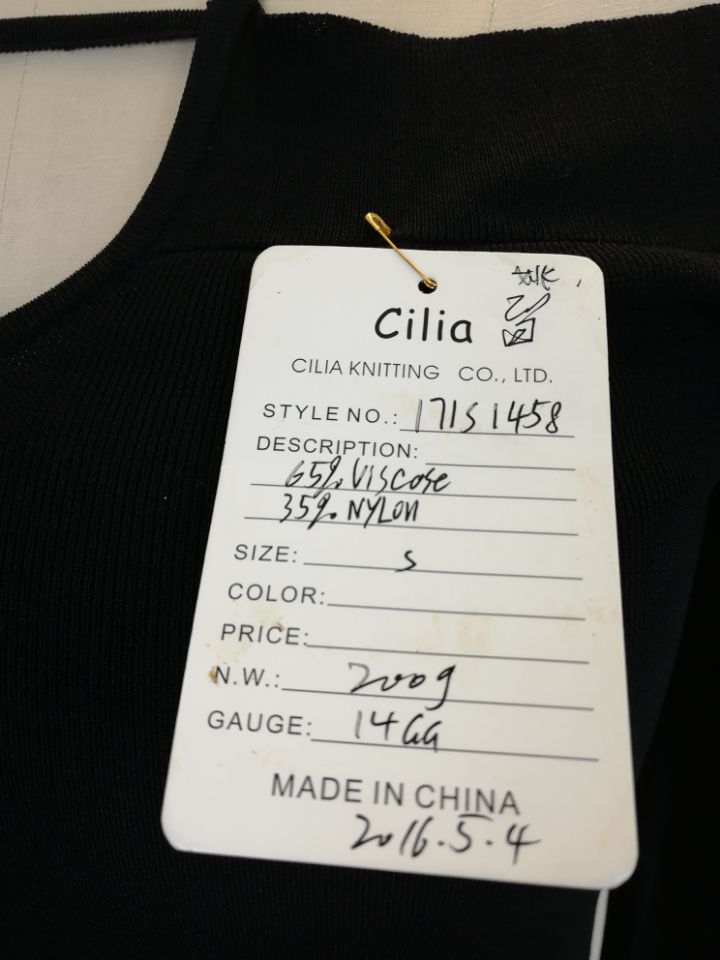 Cilia
CILIA KNITTING CO., LTD.
STYLE NO.: 171S1458
DESCRIPTION:
65% VISCOSE
35% NYLON
SIZE: S
COLOR:
PRICE:
N.W.: 200g
GAUGE: 14GG
MADE IN CHINA
2016.5.4